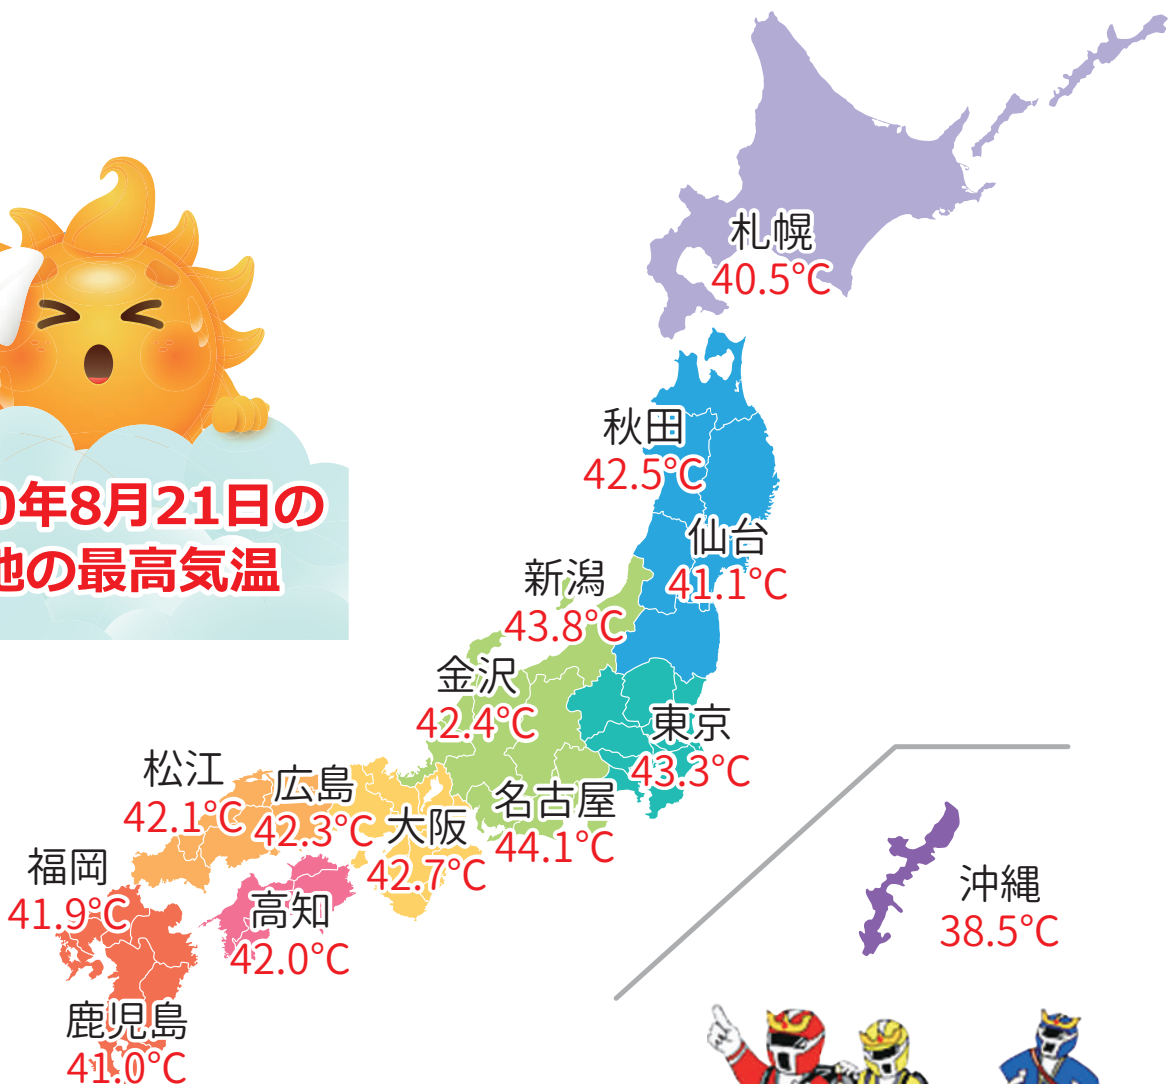 札幌
40.5℃
秋田
42.5℃
0年8月21日の
地の最高気温
仙台
41.1℃
新潟
43.8℃
金沢
42.4℃
東京
43.3℃
松江
42.1℃
広島
42.3℃
名古屋
44.1℃
大阪
42.7℃
福岡
41.9℃
高知
42.0℃
沖縄
38.5℃
鹿児島
41.0℃